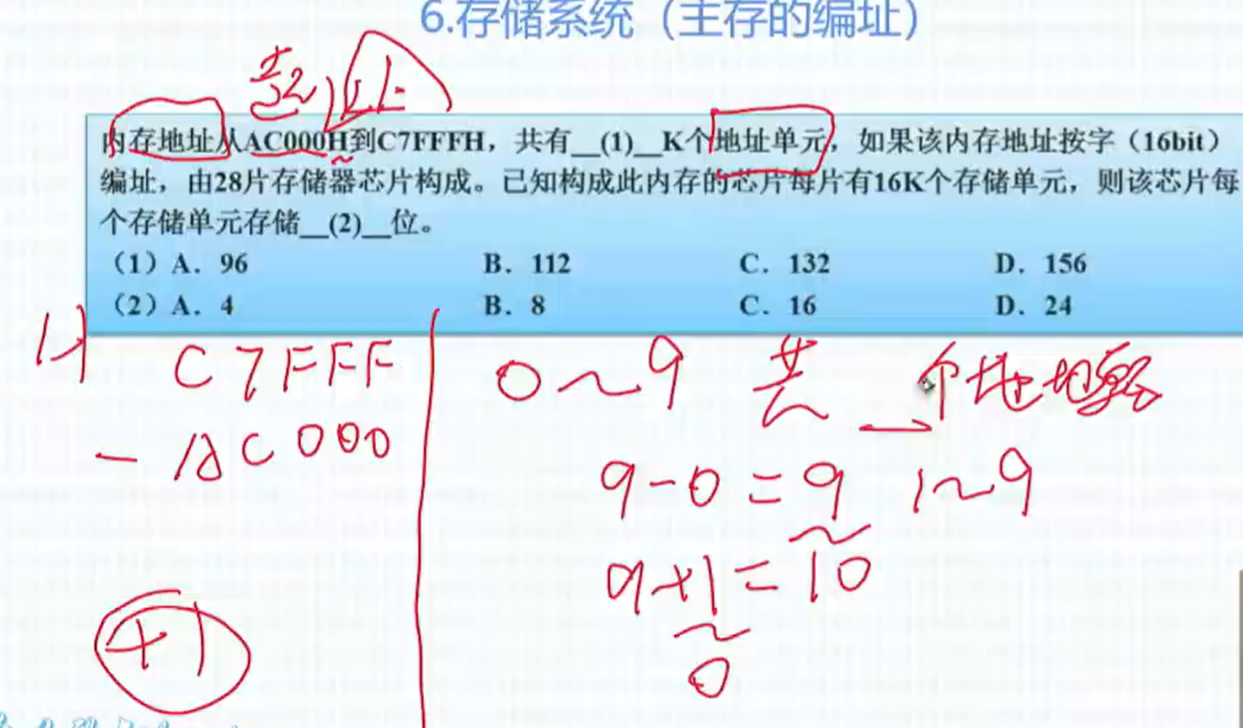 6.存储系统（主存的编址）
内存地址从AC000H到C7FFFH，共有__(1)__K个地址单元，如果该内存地址按字（16bit）
编址，由28片存储器芯片构成。已知构成此内存的芯片每片有16K个存储单元，则该芯片每
个存储单元存储__(2)__位。
（1）A．96 B．112 C．132 D．156
（2）A．4 B．8 C．16 D．24
1)
C7FFF
- AC000
+1
0~9 共 个地址
9-0=9 1~9
9+1=10
0